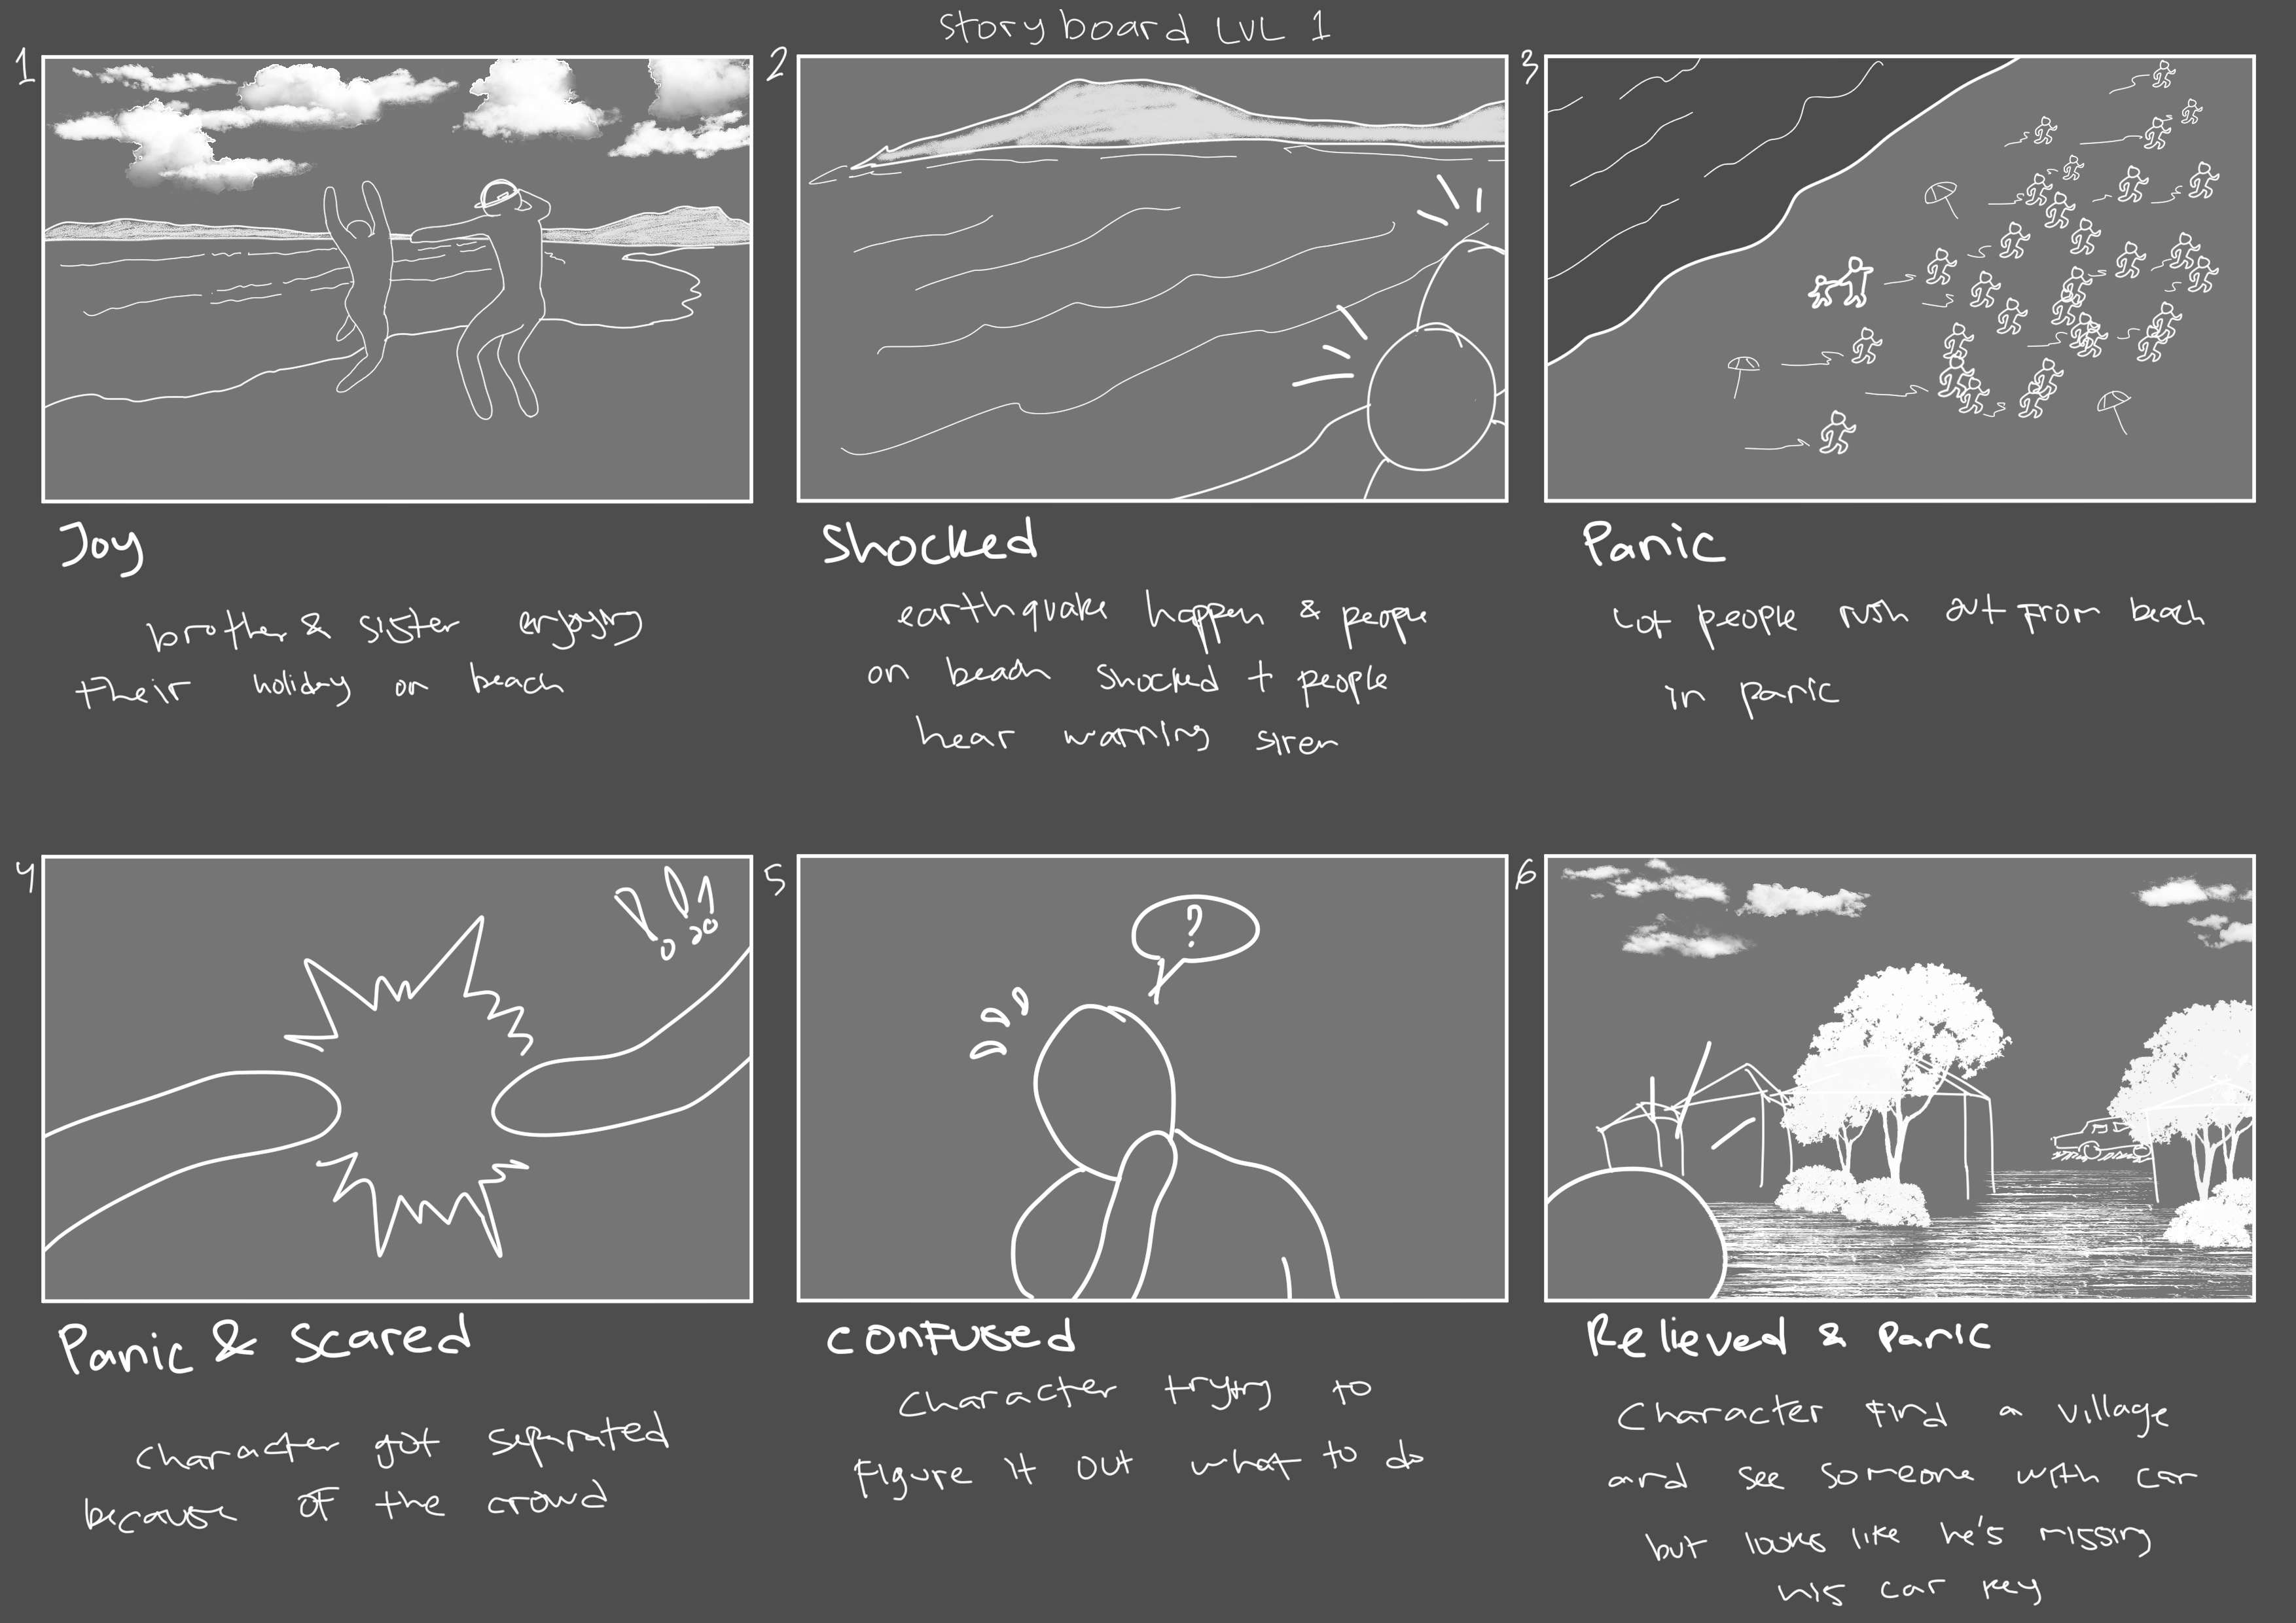 Storyboard LVL 1
1
2
3
Joy
brother & sister enjoying
their holiday on beach
Shocked
earthquake happen & people
on beach shocked + people
hear warning siren
Panic
Lot people rush out from beach
in panic
4
!!!
5
?
6
Panic & Scared
character got separated
because of the crowd
confused
character trying to
figure it out what to do
Relieved & Panic
Character find a village
and see someone with car
but looks like he's missing
his car key